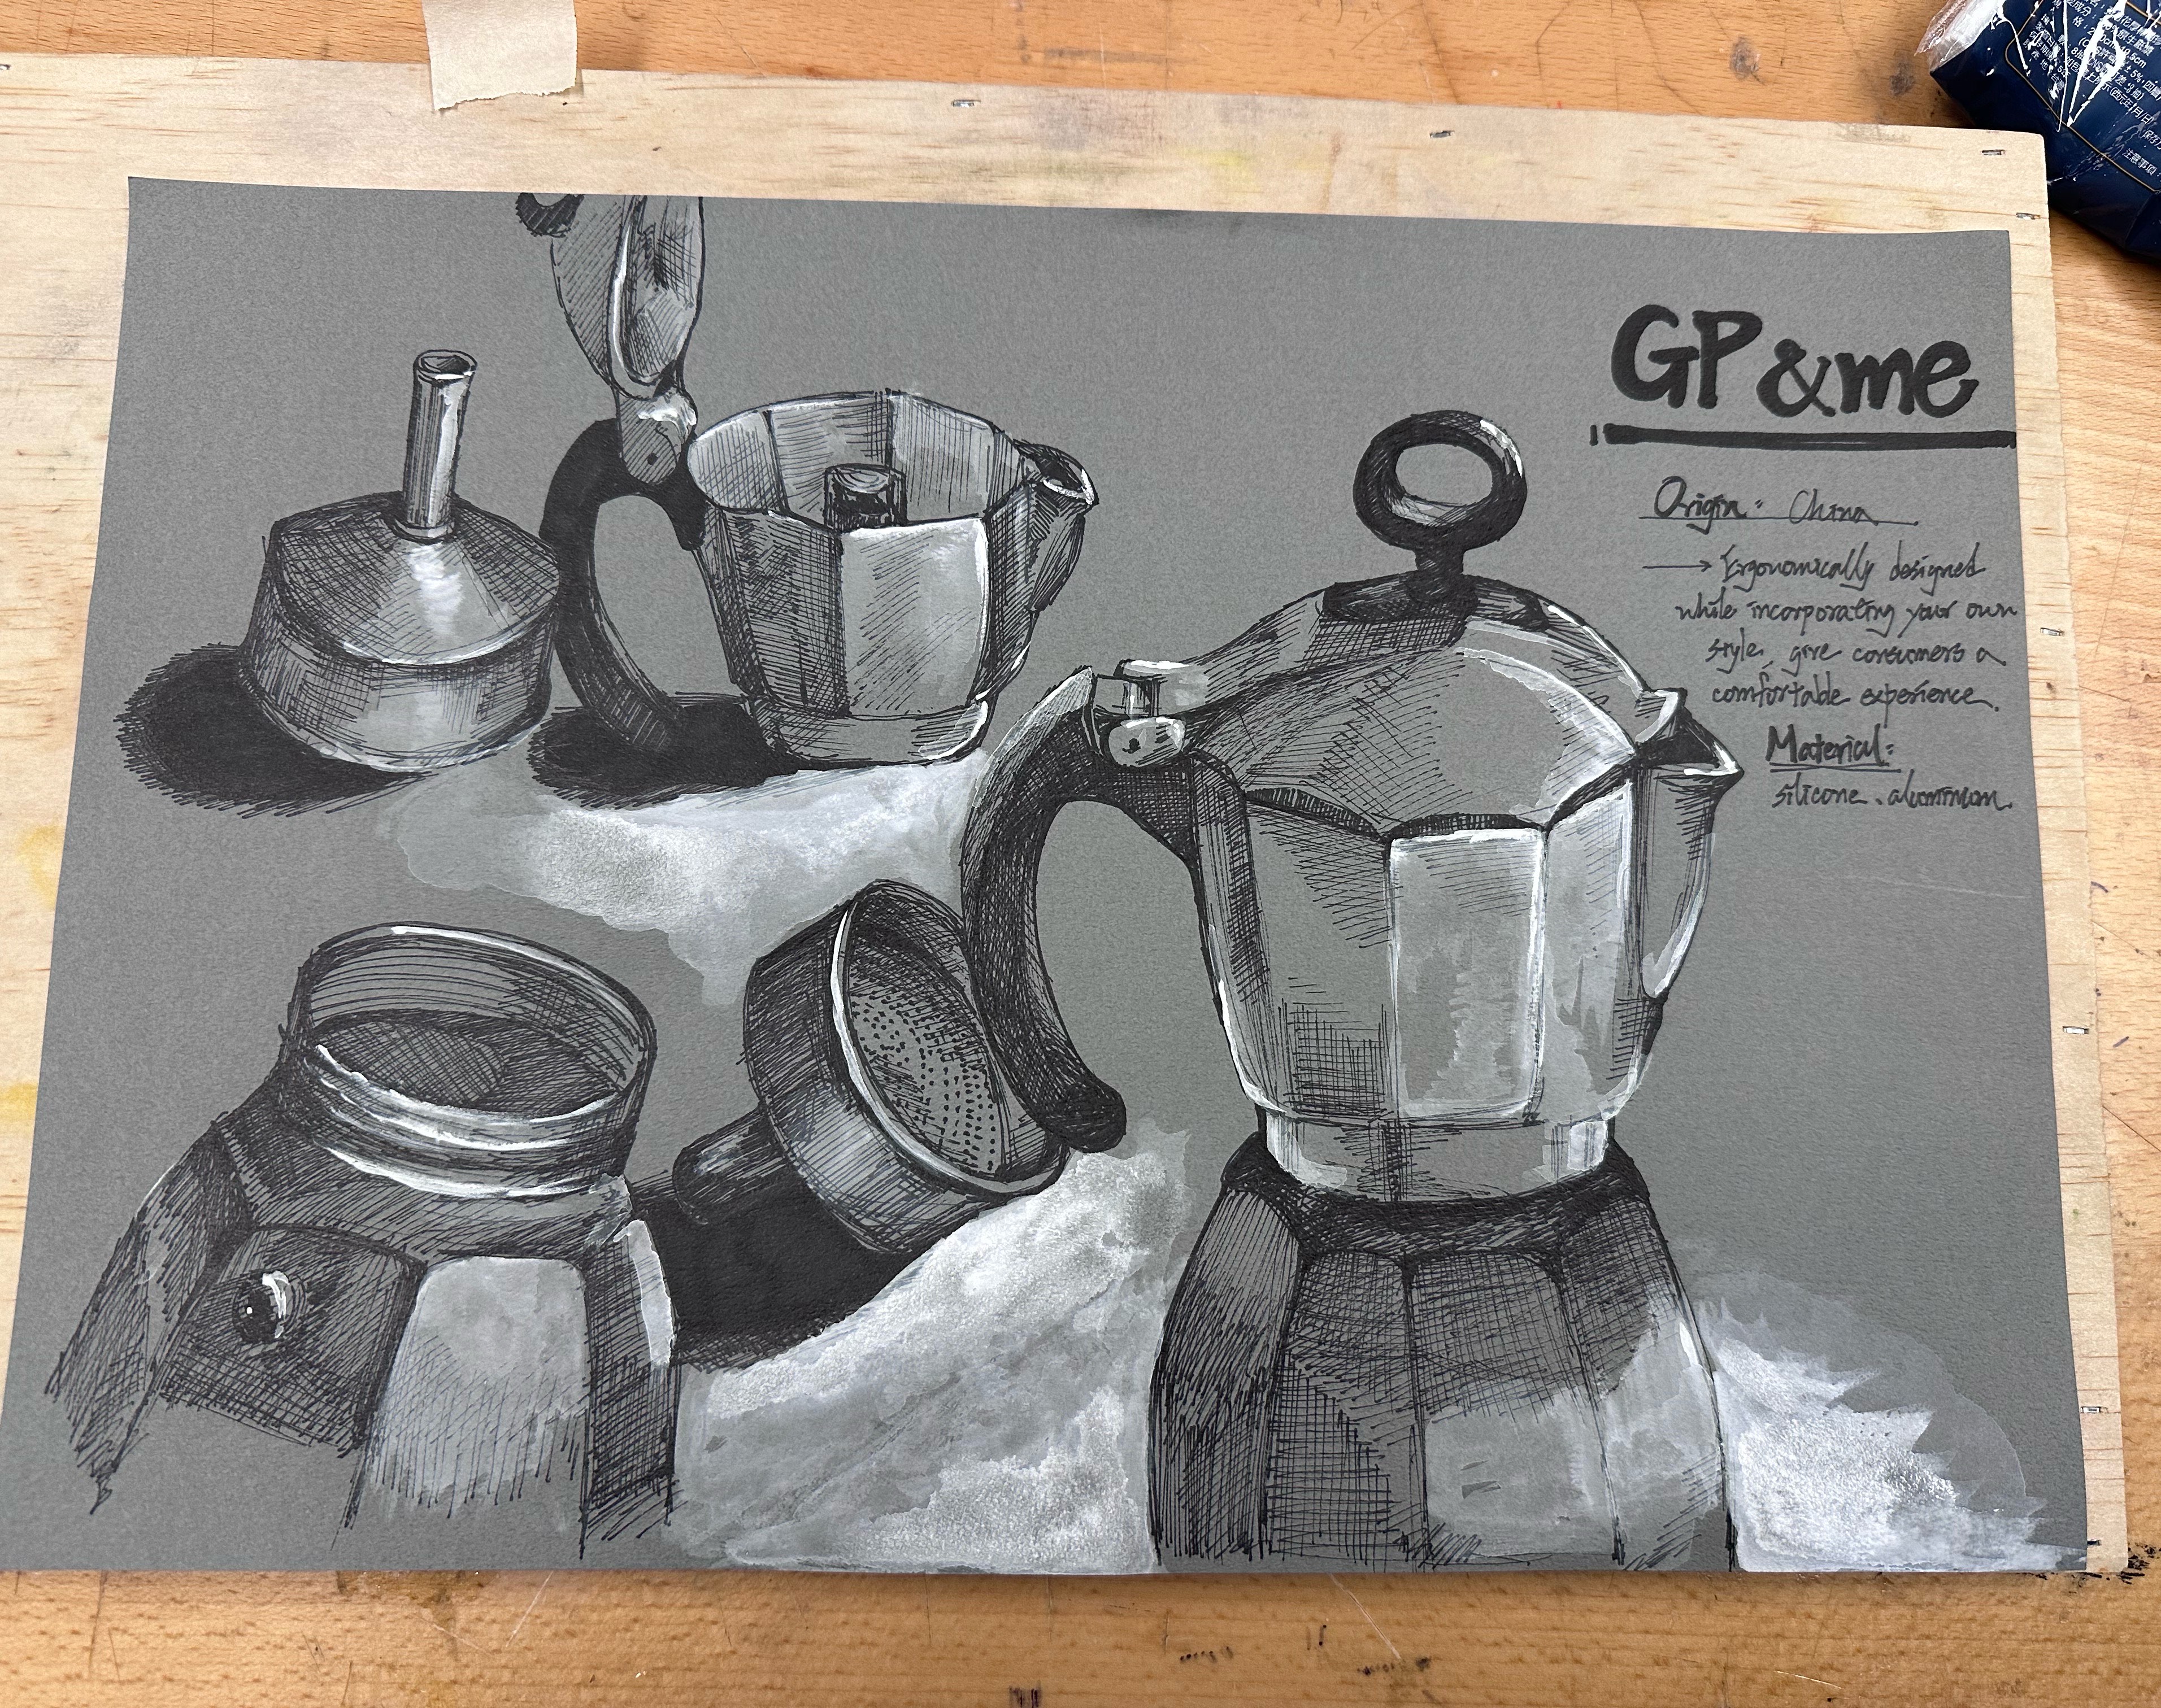 GP &me
Origin: China
→ Ergonomically designed
while incorporating your own
style, give consumers a
comfortable experience.
Material:
silicone. aluminum.